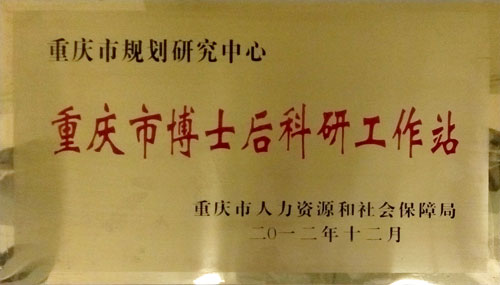 重庆市规划研究中心
重庆市博士后科研工作站
重庆市人力资源和社会保障局
二〇一二年十二月